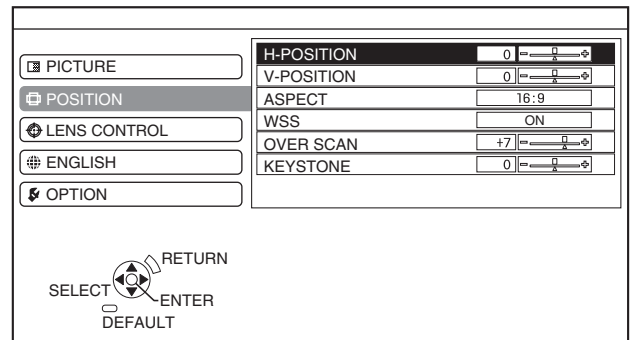 PICTURE
POSITION
LENS CONTROL
ENGLISH
OPTION
H-POSITION 0
V-POSITION 0
ASPECT 16:9
WSS ON
OVER SCAN +7
KEYSTONE 0
RETURN
SELECT
ENTER
DEFAULT